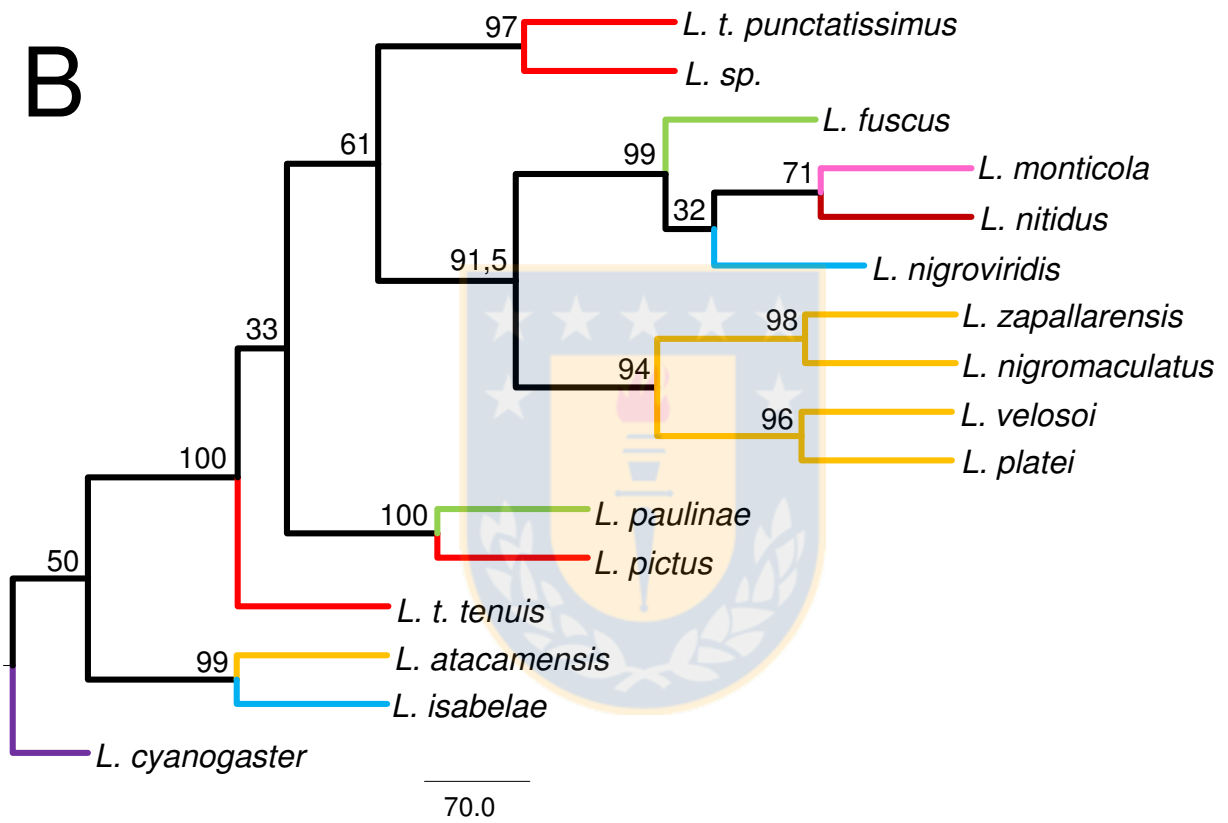 B
97
L. t. punctatissimus
L. sp.
61
99
L. fuscus
71
L. monticola
32
L. nitidus
91,5
L. nigroviridis
33
98
L. zapallarensis
94
L. nigromaculatus
96
L. velosoi
L. platei
100
100
L. paulinae
50
L. pictus
L. t. tenuis
99
L. atacamensis
L. isabelae
L. cyanogaster
70.0